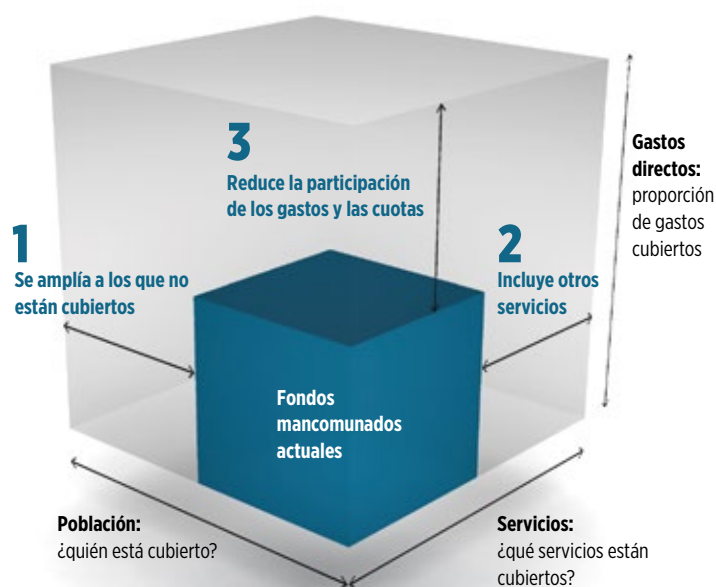 3
Reduce la participación
de los gastos y las cuotas
Gastos
directos:
proporción
de gastos
cubiertos
1
Se amplía a los que no
están cubiertos
2
Incluye otros
servicios
Fondos
mancomunados
actuales
Población:
¿quién está cubierto?
Servicios:
¿qué servicios están
cubiertos?